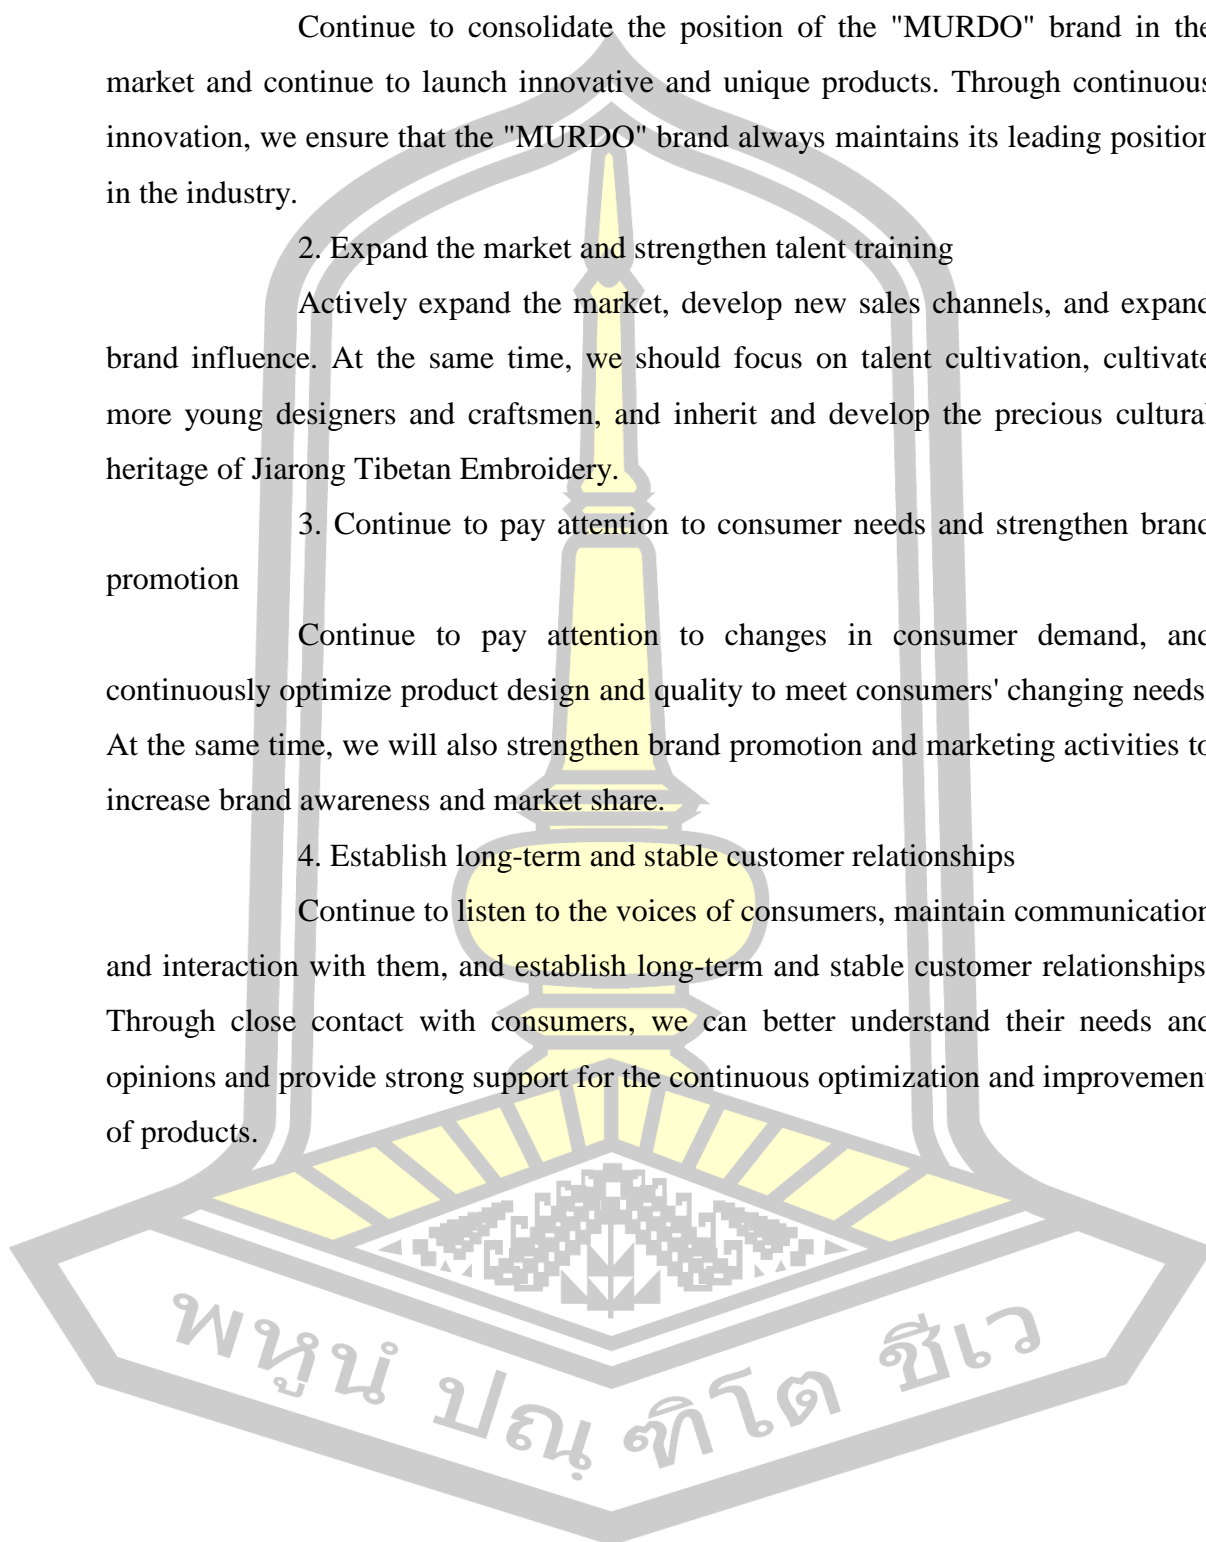 Continue to consolidate the position of the "MURDO" brand in the
market and continue to launch innovative and unique products. Through continuous
innovation, we ensure that the "MURDO" brand always maintains its leading position
in the industry.
2. Expand the market and strengthen talent training
Actively expand the market, develop new sales channels, and expand
brand influence. At the same time, we should focus on talent cultivation, cultivate
more young designers and craftsmen, and inherit and develop the precious cultural
heritage of Jiarong Tibetan Embroidery.
3. Continue to pay attention to consumer needs and strengthen brand
promotion
Continue to pay attention to changes in consumer demand, and
continuously optimize product design and quality to meet consumers' changing needs
At the same time, we will also strengthen brand promotion and marketing activities to
increase brand awareness and market share.
4. Establish long-term and stable customer relationships
Continue to listen to the voices of consumers, maintain communication
and interaction with them, and establish long-term and stable customer relationships
Through close contact with consumers, we can better understand their needs and
opinions and provide strong support for the continuous optimization and improvement
of products.
พหูนํ ปณฺ ฑิโต ชีเว